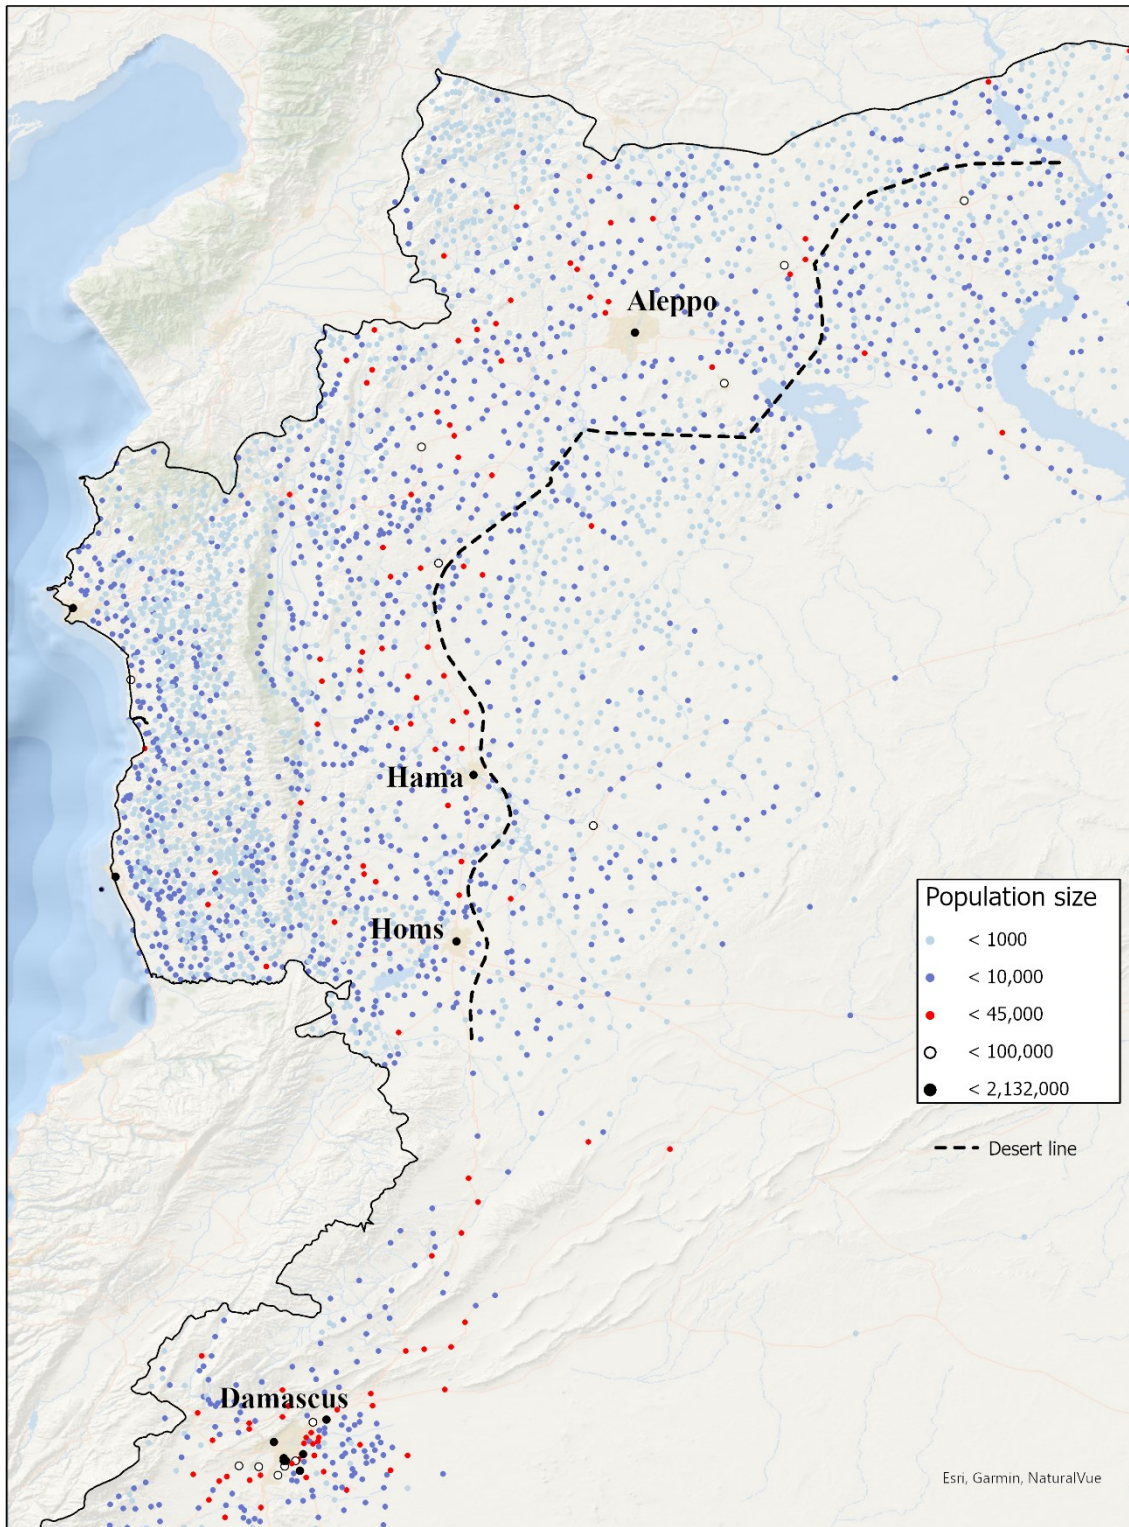 Aleppo
Hama
Homs
Damascus
Population size
< 1000
< 10,000
< 45,000
< 100,000
< 2,132,000
Desert line
Esri, Garmin, NaturalVue